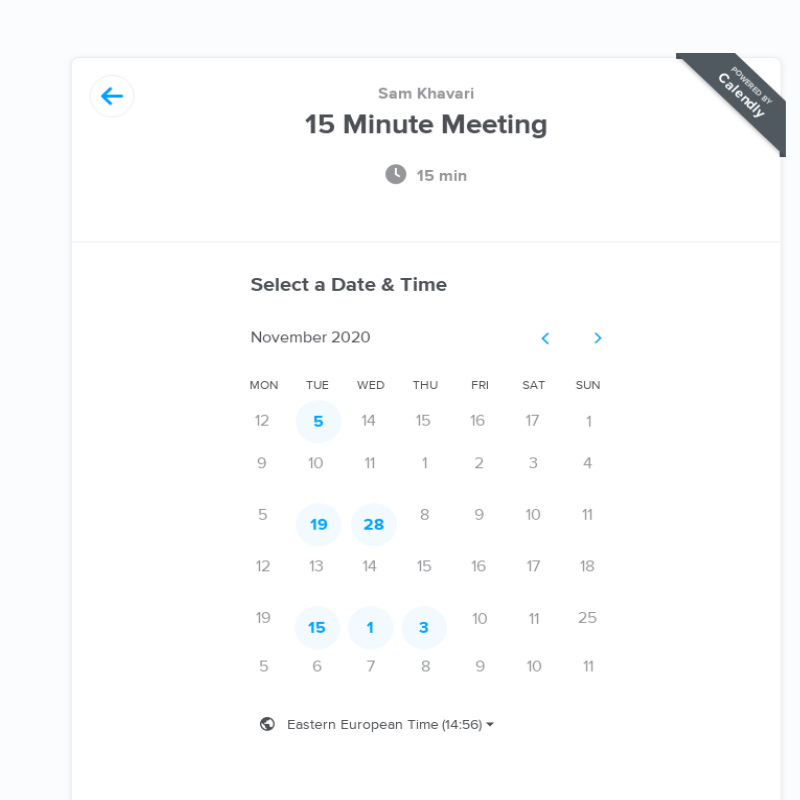 POWERED BY
Calendly
Sam Khavari
15 Minute Meeting
15 min
Select a Date & Time
November 2020
MON TUE WED THU FRI SAT SUN
12 5 14 15 16 17 1
9 10 11 1 2 3 4
5 19 28 8 9 10 11
12 13 14 15 16 17 18
19 15 1 3 10 11 25
5 6 7 8 9 10 11
Eastern European Time (14:56)